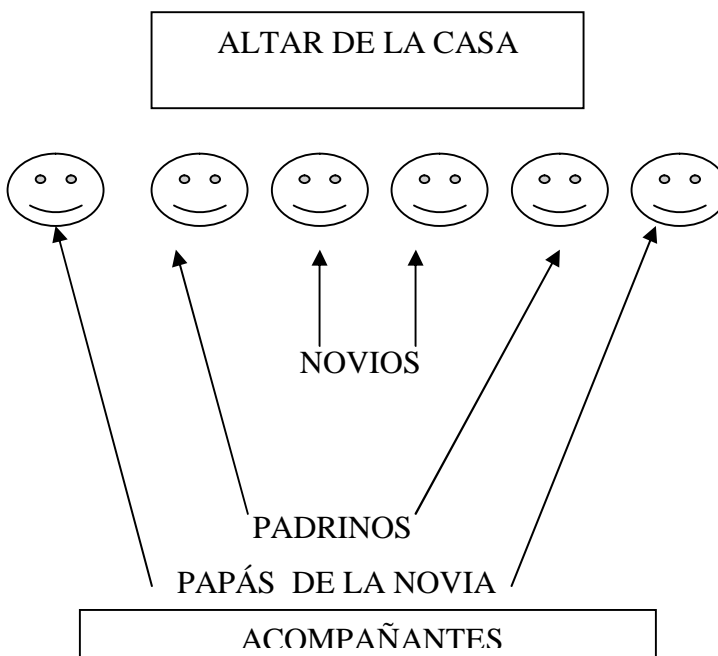 ALTAR DE LA CASA
NOVIOS
PADRINOS
PAPÁS DE LA NOVIA
ACOMPAÑANTES